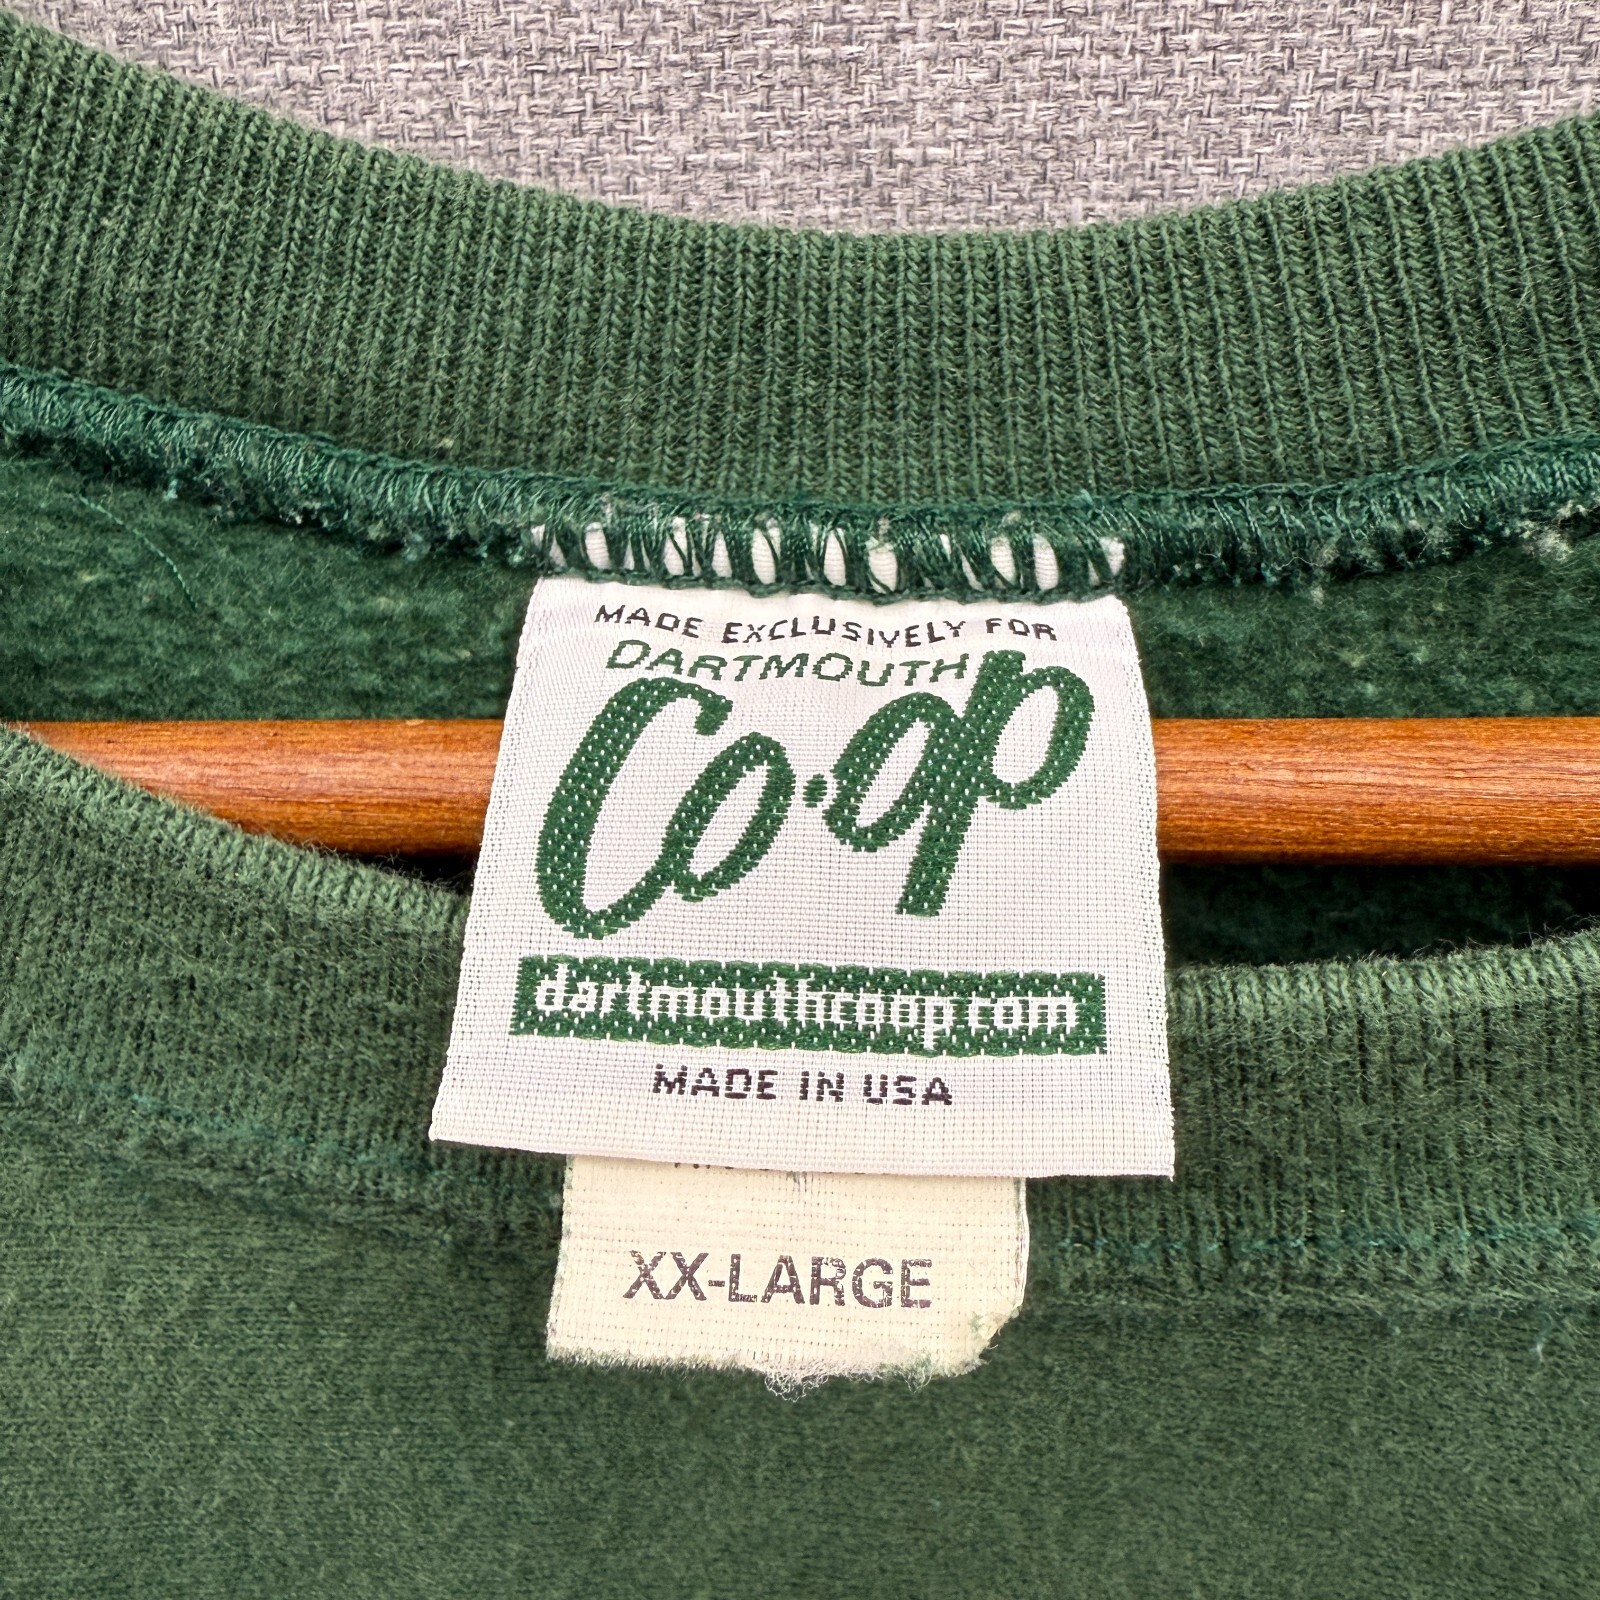 MADE EXCLUSIVELY FOR
DARTMOUTH
Co·op
dartmouthcoop.com
MADE IN USA
XX-LARGE